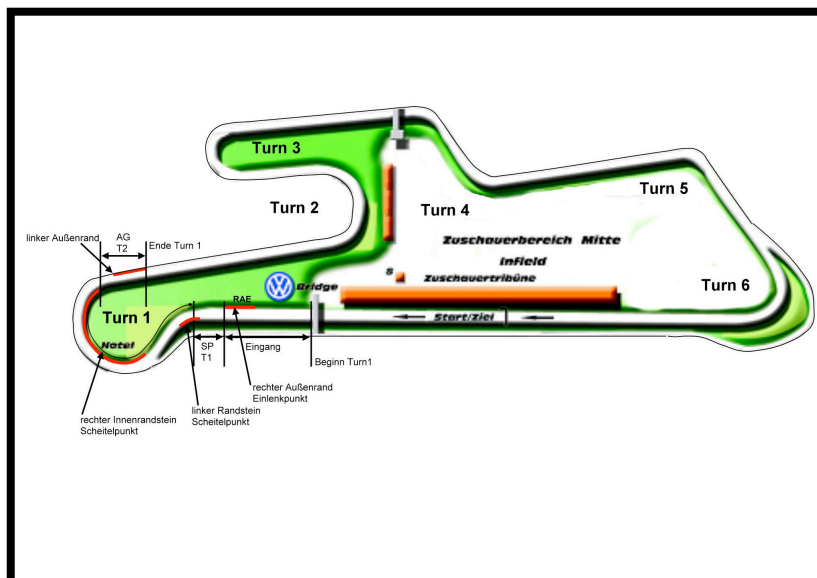 Turn 3
Turn 5
Turn 2
Turn 4
AG
T2
linker Außenrand
Ende Turn 1
Zuschauerbereich Mitte
Infield
S
Zuschauertribüne
Turn 6
Bridge
RAE
Turn 1
Start/Ziel
Hotel
SP
T1
Eingang
Beginn Turn1
rechter Außenrand
Einlenkpunkt
linker Randstein
Scheitelpunkt
rechter Innenrandstein
Scheitelpunkt